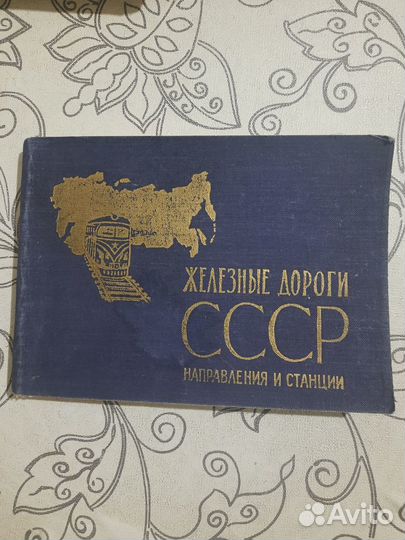 ЖЕЛЕЗНЫЕ ДОРОГИ
СССР
НАПРАВЛЕНИЯ И СТАНЦИИ
Avito